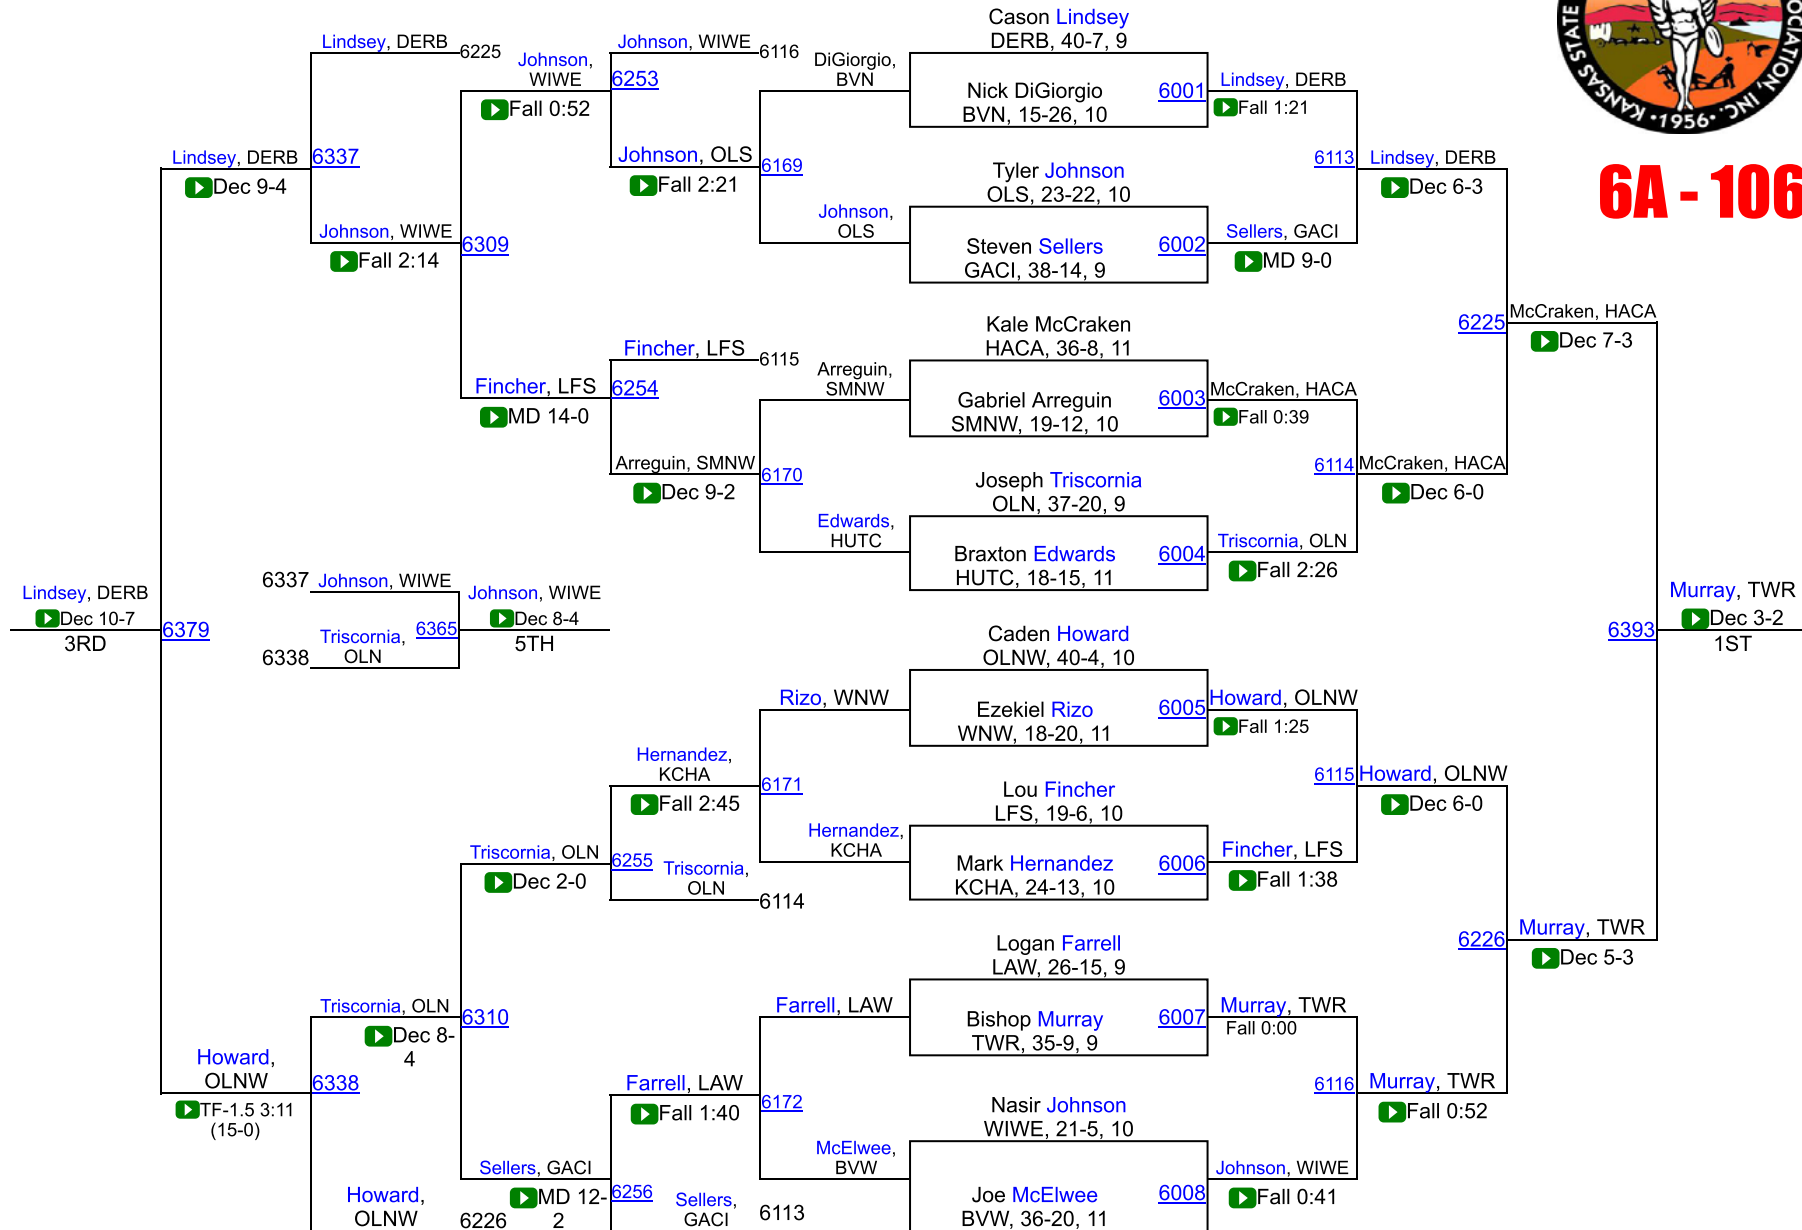 Cason Lindsey
DERB, 40-7, 9
Nick DiGiorgio
BVN, 15-26, 10
6001
Tyler Johnson
OLS, 23-22, 10
Steven Sellers
GACI, 38-14, 9
6002
Kale McCraken
HACA, 36-8, 11
Gabriel Arreguin
SMNW, 19-12, 10
6003
Joseph Triscornia
OLN, 37-20, 9
Braxton Edwards
HUTC, 18-15, 11
6004
Caden Howard
OLNW, 40-4, 10
Ezekiel Rizo
WNW, 18-20, 11
6005
Lou Fincher
LFS, 19-6, 10
Mark Hernandez
KCHA, 24-13, 10
6006
Logan Farrell
LAW, 26-15, 9
Bishop Murray
TWR, 35-9, 9
6007
Nasir Johnson
WIWE, 21-5, 10
Joe McElwee
BVW, 36-20, 11
6008
Lindsey, DERB
Fall 1:21
6113
Sellers, GACI
MD 9-0
McCraken, HACA
Fall 0:39
6114
Triscornia, OLN
Fall 2:26
Howard, OLNW
Fall 1:25
6115
Fincher, LFS
Fall 1:38
Murray, TWR
Fall 0:00
6116
Johnson, WIWE
Fall 0:41
Lindsey, DERB
Dec 6-3
6225
McCraken, HACA
Dec 6-0
Howard, OLNW
Dec 6-0
6226
Murray, TWR
Fall 0:52
McCraken, HACA
Dec 7-3
Murray, TWR
Dec 5-3
6393
Murray, TWR
Dec 3-2
1ST
KANSAS STATE
OCIATION, INC.
•1956•
6A - 106
DiGiorgio,
BVN
6169
Johnson,
OLS
Arreguin,
SMNW
6170
Edwards,
HUTC
Rizo, WNW
6171
Hernandez,
KCHA
Farrell, LAW
6172
McElwee,
BVW
Johnson, WIWE
6116
6253
Johnson, OLS
Fall 2:21
Fincher, LFS
6115
6254
Arreguin, SMNW
Dec 9-2
Hernandez,
KCHA
Fall 2:45
6255
Triscornia,
OLN
6114
Farrell, LAW
Fall 1:40
6256
Sellers,
GACI
6113
Johnson,
WIWE
Fall 0:52
6309
Fincher, LFS
MD 14-0
Triscornia, OLN
Dec 2-0
6310
Sellers, GACI
MD 12-
2
Lindsey, DERB
6225
6337
Johnson, WIWE
Fall 2:14
Triscornia, OLN
Dec 8-
4
6338
Howard,
OLNW
6226
Lindsey, DERB
Dec 9-4
6379
Howard,
OLNW
TF-1.5 3:11
(15-0)
Lindsey, DERB
Dec 10-7
3RD
6337
Johnson, WIWE
6365
6338
Triscornia,
OLN
Johnson, WIWE
Dec 8-4
5TH